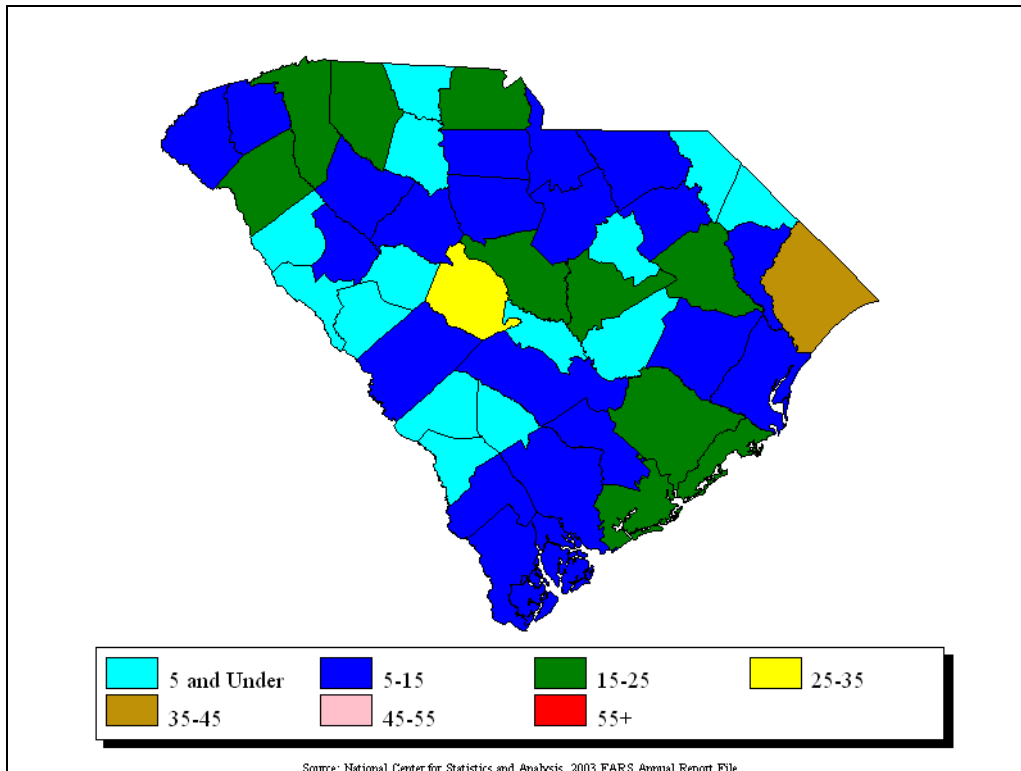 5 and Under 5-15 15-25 25-35
35-45 45-55 55+
Source: National Center for Statistics and Analysis, 2003 FARS Annual Report File